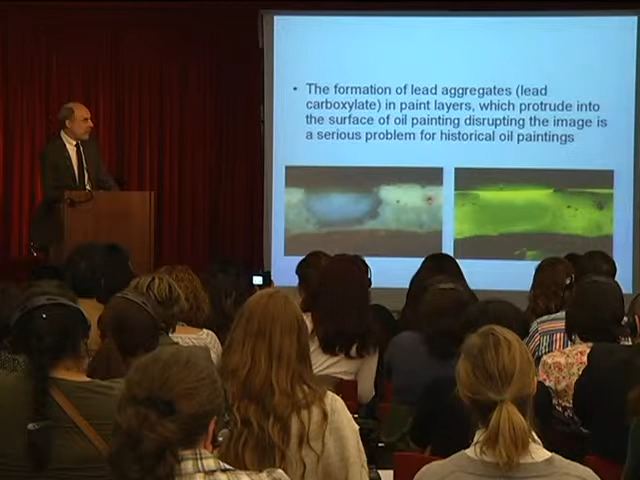 • The formation of lead aggregates (lead
carboxylate) in paint layers, which protrude into
the surface of oil painting disrupting the image is
a serious problem for historical oil paintings